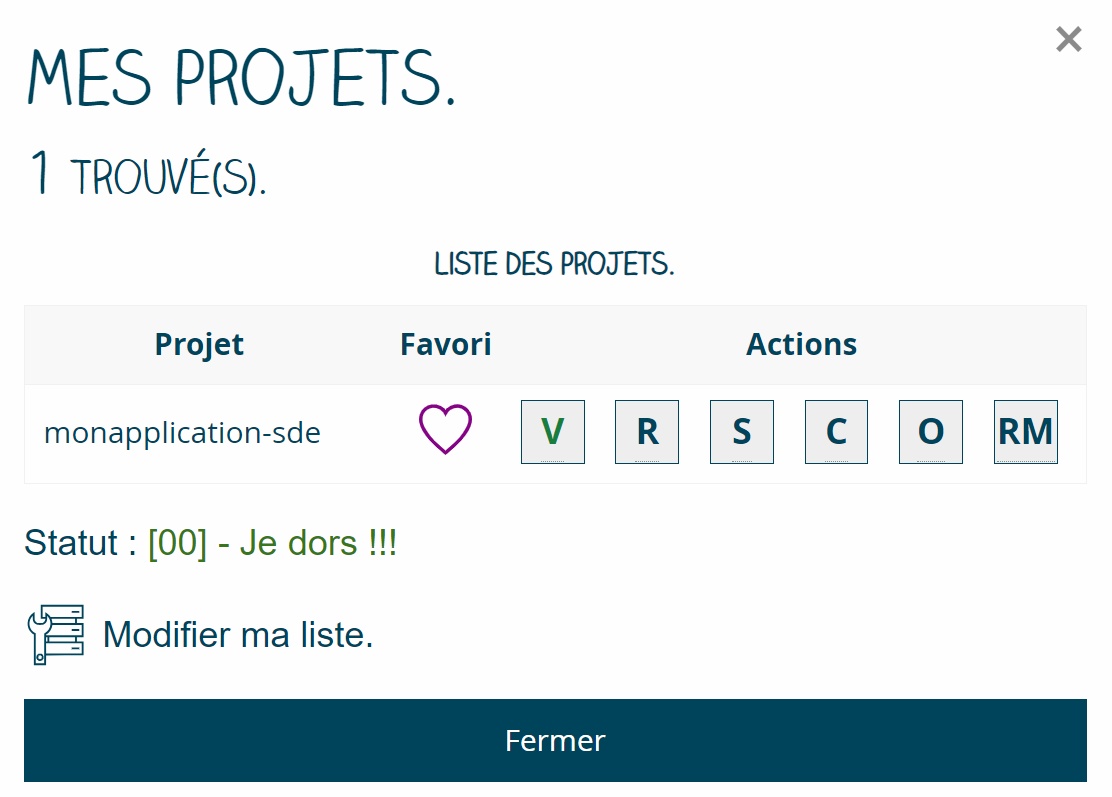 MES PROJETS.
1 TROUVÉ(S).
LISTE DES PROJETS.
Projet Favori Actions
monapplication-sde V R S C O RM
Statut : [00] - Je dors !!!
Modifier ma liste.
Fermer